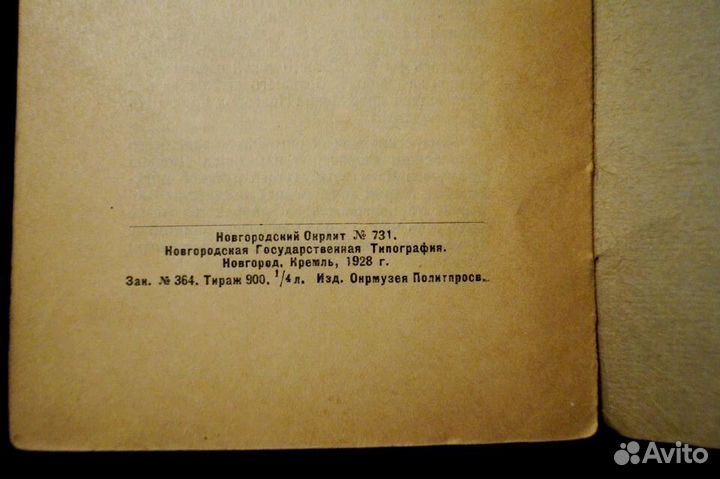 Новгородский Окрлит № 731.
Новгородская Государственная Типография.
Новгород, Кремль, 1928 г.
Зак. № 364. Тираж 900. 1/4 л. Изд. Окрмузея Политпросв.
Avito